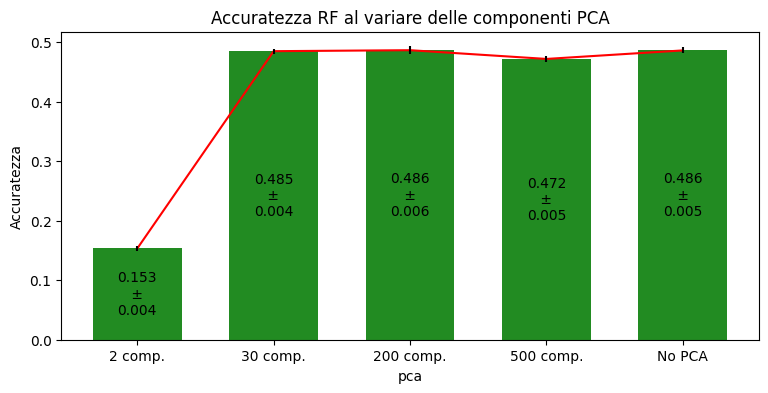 Accuratezza RF al variare delle componenti PCA
0.5
0.4
0.3
0.2
0.1
0.0
Accuratezza
0.153
±
0.004
0.485
±
0.004
0.486
±
0.006
0.472
±
0.005
0.486
±
0.005
2 comp.
30 comp.
200 comp.
500 comp.
No PCA
pca